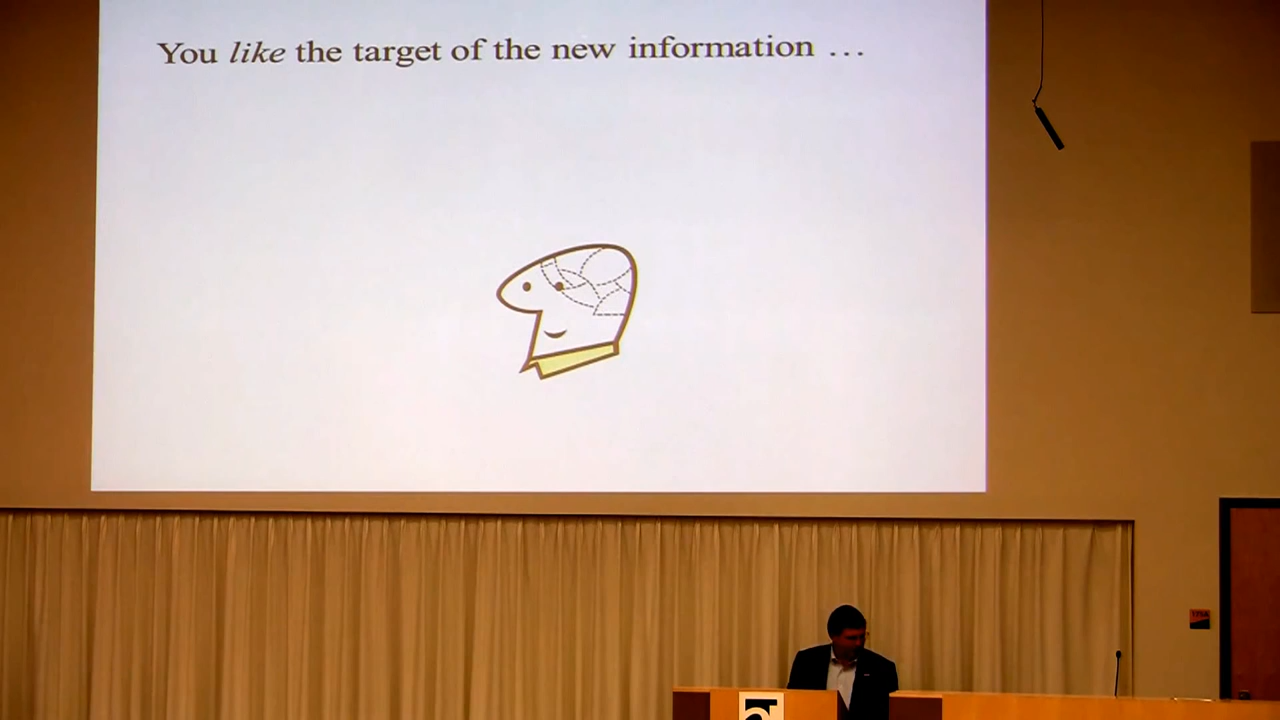 You like the target of the new information ...